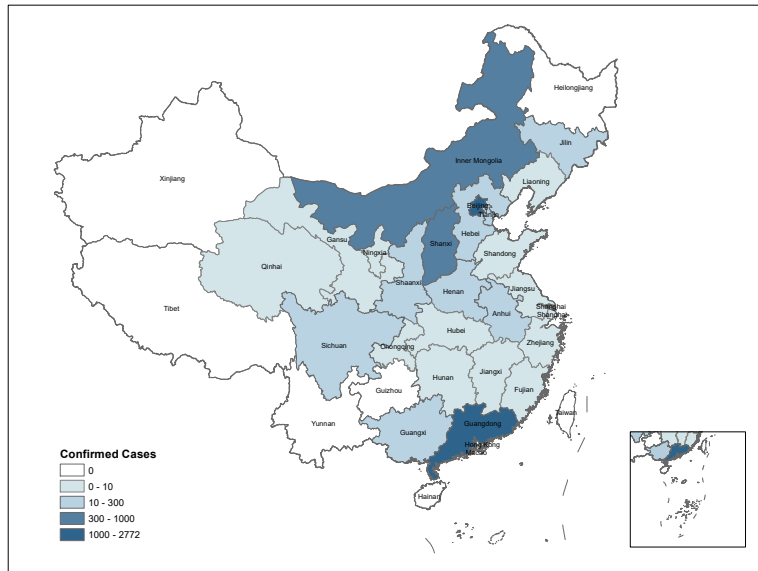 Heilongjiang
Jilin
Inner Mongolia
Liaoning
Xinjiang
Beijing
Tianjin
Hebei
Gansu
Ningxia
Shanxi
Shandong
Qinhai
Shaanxi
Henan
Jiangsu
Shanghai
Shanghai
Anhui
Tibet
Sichuan
Hubei
Zhejiang
Chongqing
Hunan
Jiangxi
Fujian
Guizhou
Yunnan
Guangxi
Guangdong
Taiwan
Hong Kong
Macao
Hainan
Confirmed Cases
0
0 - 10
10 - 300
300 - 1000
1000 - 2772